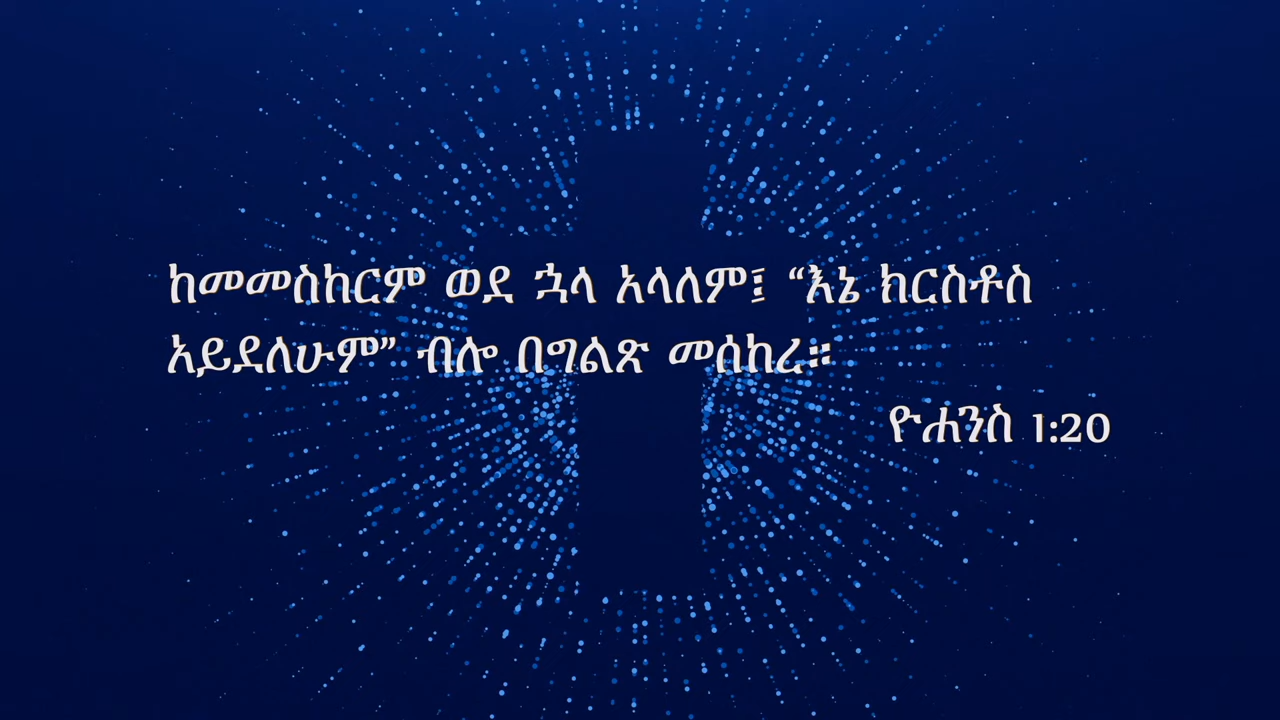 ከመመስከርም ወደ ኋላ አላለም፤ “እኔ ክርስቶስ
አይደለሁም” ብሎ በግልጽ መሰከረ።
ዮሐንስ 1:20